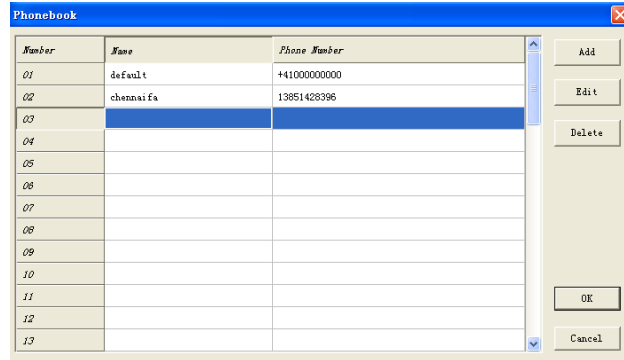 Phonebook
Number Name Phone Number
Add
01 default +41000000000
02 chennaifa 13851428396
Edit
03
Delete
04
05
06
07
08
09
10
11
OK
12
13
Cancel